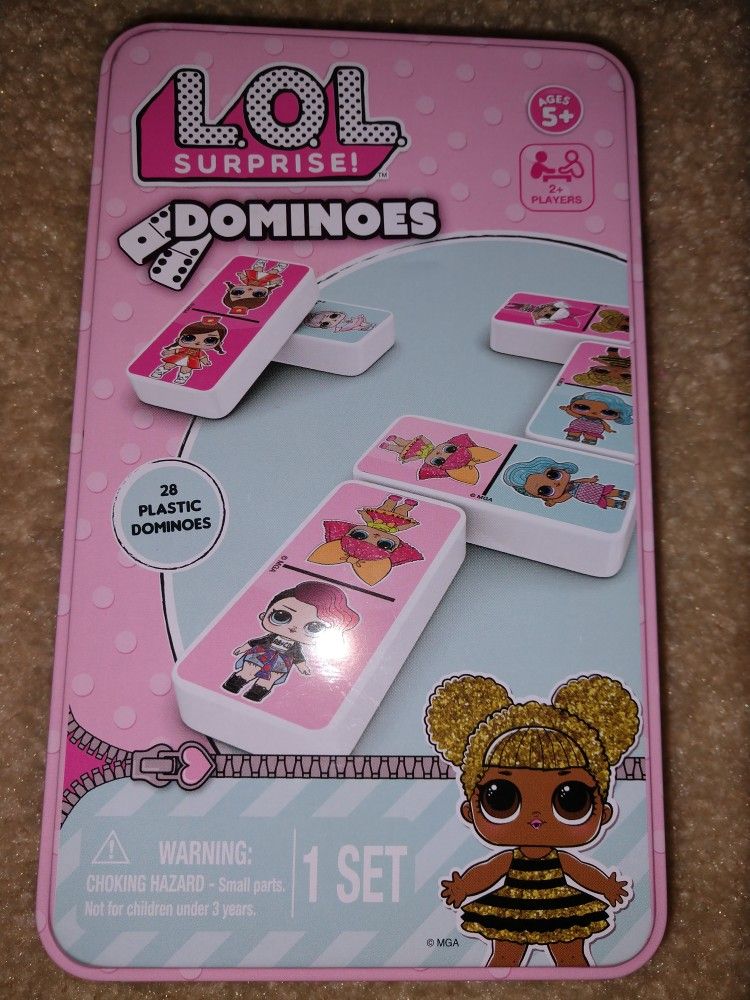 L.O.L.
SURPRISE!
TM
AGES
5+
2+
PLAYERS
DOMINOES
© MGA
© MGA
28
PLASTIC
DOMINOES
WARNING:
CHOKING HAZARD - Small parts.
Not for children under 3 years.
1 SET
© MGA